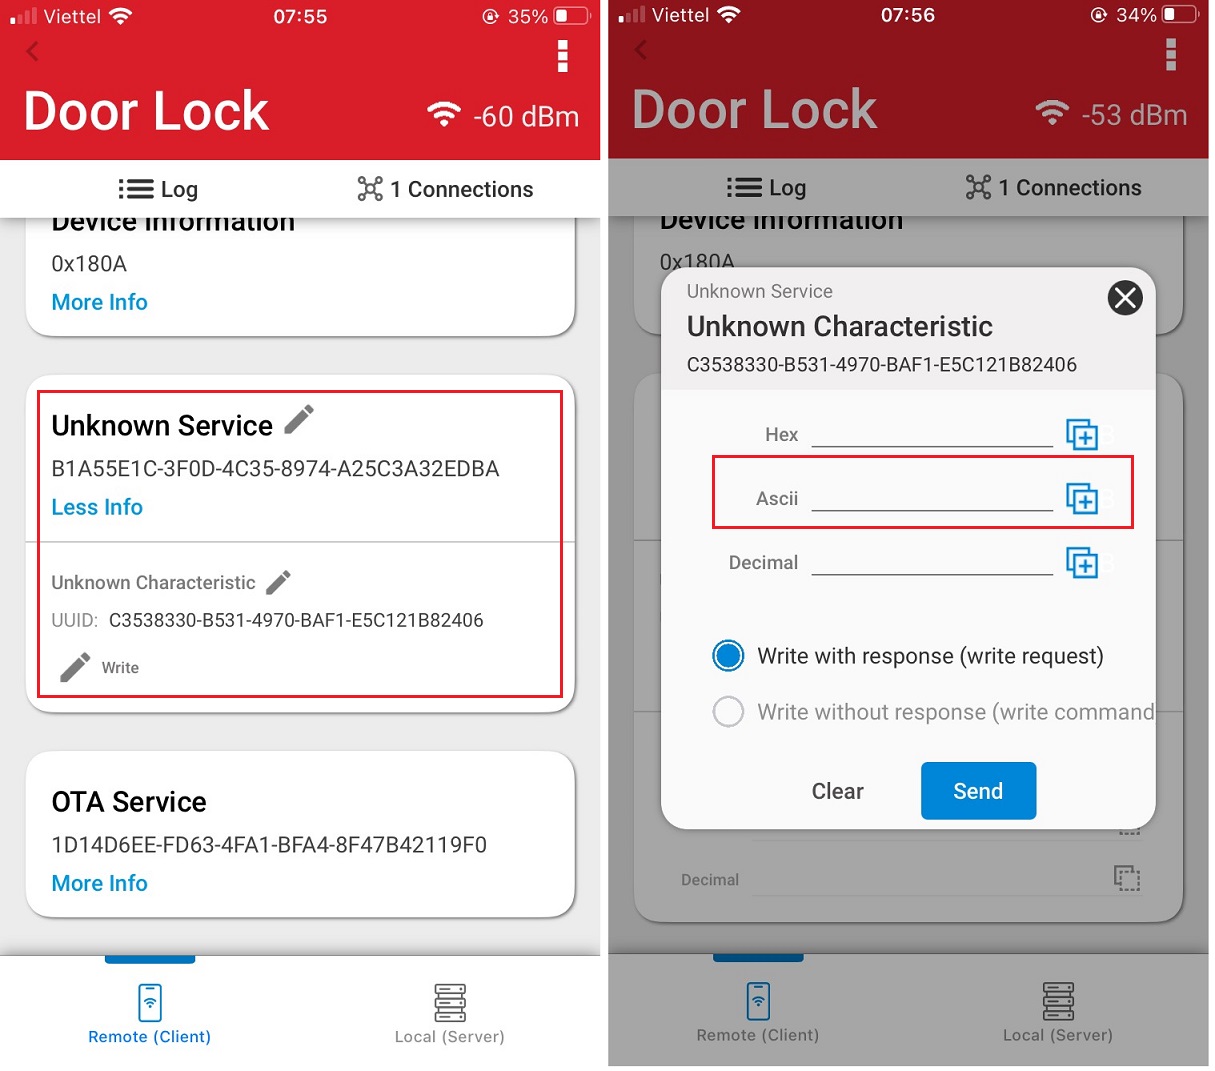 Viettel 07:55 35%
Door Lock -60 dBm
Log 1 Connections
Device Information
0x180A
More Info
Unknown Service
B1A55E1C-3F0D-4C35-8974-A25C3A32EDBA
Less Info
Unknown Characteristic
UUID: C3538330-B531-4970-BAF1-E5C121B82406
Write
OTA Service
1D14D6EE-FD63-4FA1-BFA4-8F47B42119F0
More Info
Remote (Client) Local (Server)
Viettel 07:56 34%
Door Lock -53 dBm
Log 1 Connections
Device Information
0x180A
Unknown Service
Unknown Characteristic
C3538330-B531-4970-BAF1-E5C121B82406
Hex
Ascii
Decimal
Write with response (write request)
Write without response (write command
Clear Send
Decimal
Remote (Client) Local (Server)